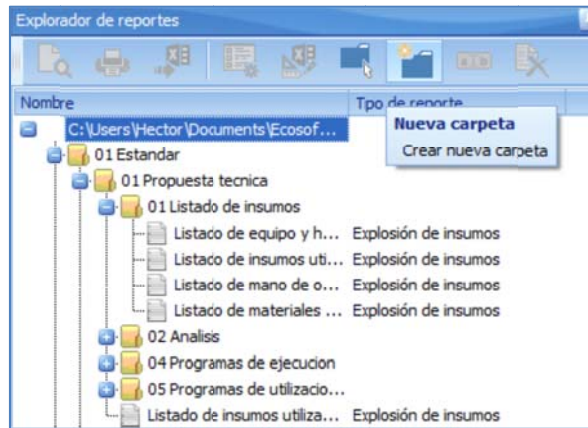 Explorador de reportes
Nombre
Tipo de reporte
Nueva carpeta
Crear nueva carpeta
C:\Users\Hector\Documents\Ecosof...
01 Estandar
01 Propuesta tecnica
01 Listado de insumos
Listado de equipo y h... Explosión de insumos
Listado de insumos uti... Explosión de insumos
Listado de mano de o... Explosión de insumos
Listado de materiales ... Explosión de insumos
02 Analisis
04 Programas de ejecucion
05 Programas de utilizacio...
Listado de insumos utiliza... Explosión de insumos